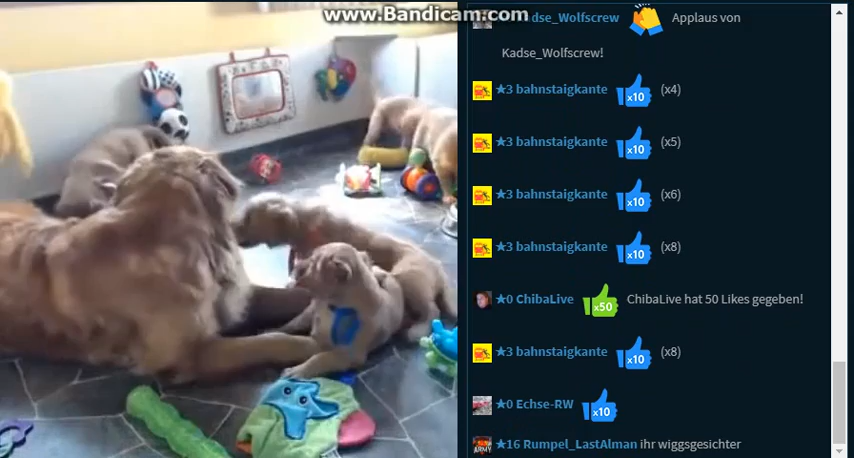 www.Bandicam.com
dse_Wolfscrew Applaus von
Kadse_Wolfscrew!
★3 bahnstaigkante x10 (x4)
★3 bahnstaigkante x10 (x5)
★3 bahnstaigkante x10 (x6)
★3 bahnstaigkante x10 (x8)
★0 ChibaLive x50 ChibaLive hat 50 Likes gegeben!
★3 bahnstaigkante x10 (x8)
★0 Echse-RW x10
ARMY ★16 Rumpel_LastAlman ihr wiggsgesichter